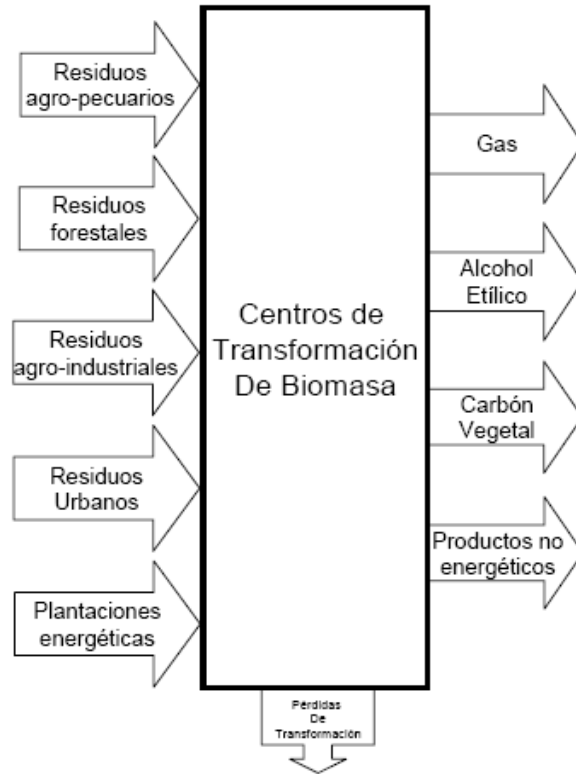 Residuos
agro-pecuarios
Residuos
forestales
Residuos
agro-industriales
Residuos
Urbanos
Plantaciones
energéticas
Centros de
Transformación
De Biomasa
Gas
Alcohol
Etílico
Carbón
Vegetal
Productos no
energéticos
Pérdidas
De
Transformación